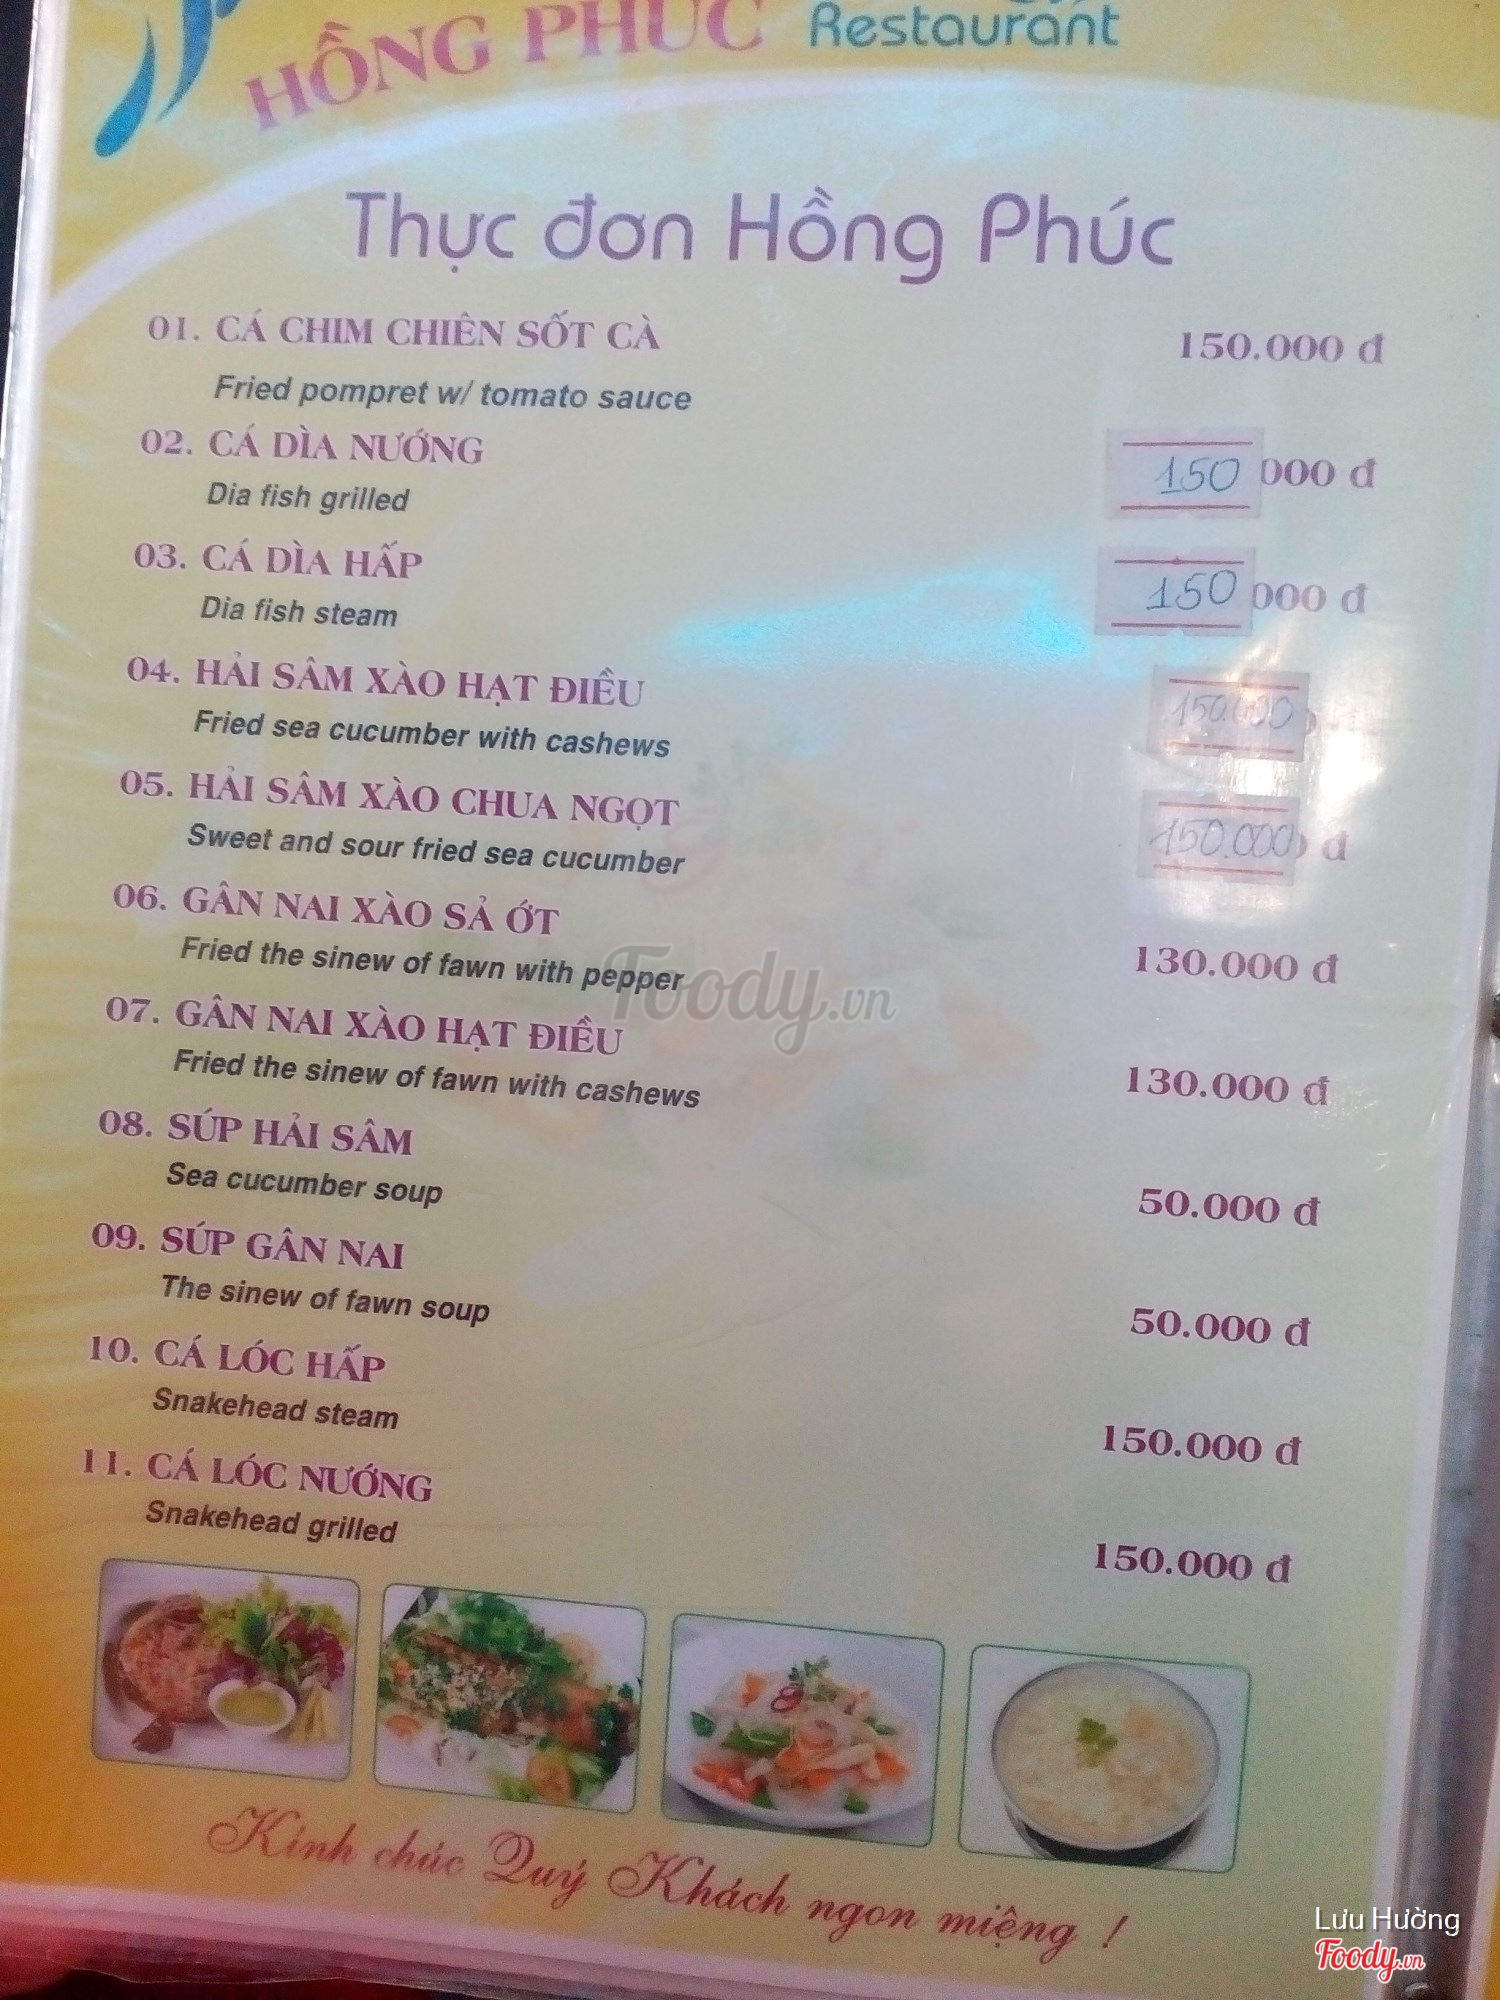 HỒNG PHÚC Restaurant
Thực đơn Hồng Phúc
01. CÁ CHIM CHIÊN SỐT CÀ 150.000 đ
Fried pompret w/ tomato sauce
02. CÁ DÌA NƯỚNG 150 000 đ
Dia fish grilled
03. CÁ DÌA HẤP 150 000 đ
Dia fish steam
04. HẢI SÂM XÀO HẠT ĐIỀU 150.000
Fried sea cucumber with cashews
05. HẢI SÂM XÀO CHUA NGỌT 150.000 đ
Sweet and sour fried sea cucumber
06. GÂN NAI XÀO SẢ ỚT 130.000 đ
Fried the sinew of fawn with pepper
07. GÂN NAI XÀO HẠT ĐIỀU 130.000 đ
Fried the sinew of fawn with cashews
08. SÚP HẢI SÂM 50.000 đ
Sea cucumber soup
09. SÚP GÂN NAI 50.000 đ
The sinew of fawn soup
10. CÁ LÓC HẤP 150.000 đ
Snakehead steam
11. CÁ LÓC NƯỚNG 150.000 đ
Snakehead grilled
Kính chúc Quý Khách ngon miệng !
Foody.vn
Lưu Hường
Foody.vn